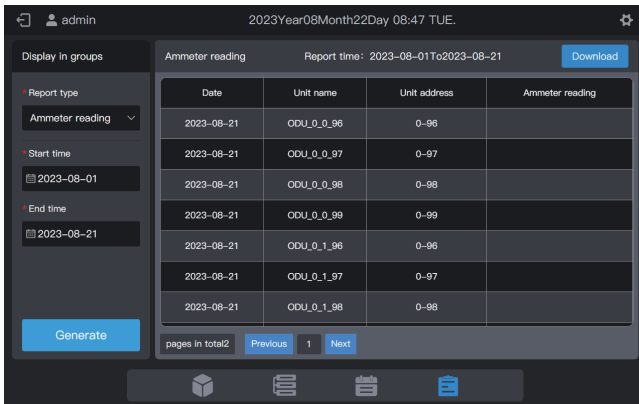 admin 2023Year08Month22Day 08:47 TUE.
Display in groups
* Report type
Ammeter reading
* Start time
2023-08-01
* End time
2023-08-21
Generate
Ammeter reading Report time: 2023-08-01To2023-08-21 Download
Date Unit name Unit address Ammeter reading
2023-08-21 ODU_0_0_96 0-96
2023-08-21 ODU_0_0_97 0-97
2023-08-21 ODU_0_0_98 0-98
2023-08-21 ODU_0_0_99 0-99
2023-08-21 ODU_0_1_96 0-96
2023-08-21 ODU_0_1_97 0-97
2023-08-21 ODU_0_1_98 0-98
pages in total2 Previous 1 Next